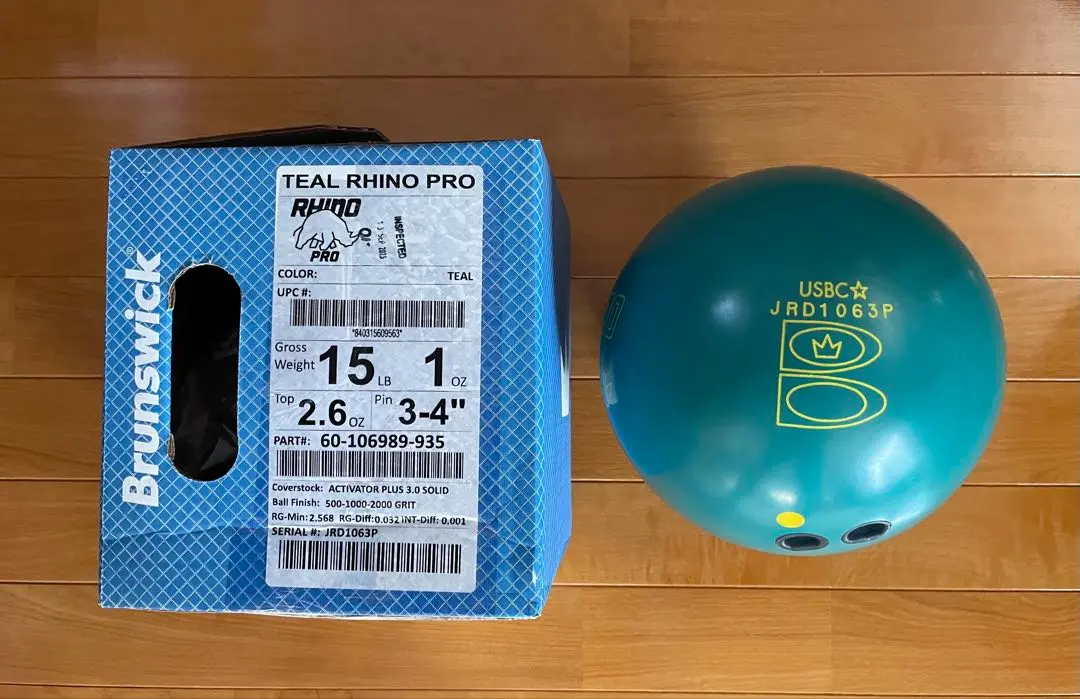 Brunswick®
TEAL RHINO PRO
RHINO
PRO
INSPECTED
COLOR: TEAL
UPC #:
*840315609563*
Gross Weight 15 LB 1 OZ
Top 2.6 OZ Pin 3-4"
PART#: 60-106989-935
Coverstock: ACTIVATOR PLUS 3.0 SOLID
Ball Finish: 500-1000-2000 GRIT
RG-Min: 2.568 RG-Diff: 0.032 INT-Diff: 0.001
SERIAL #: JRD1063P
USBC☆
JRD1063P